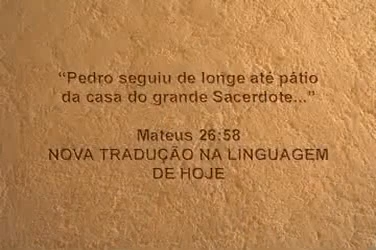 “Pedro seguiu de longe até pátio
da casa do grande Sacerdote...”
Mateus 26:58
NOVA TRADUÇÃO NA LINGUAGEM
DE HOJE